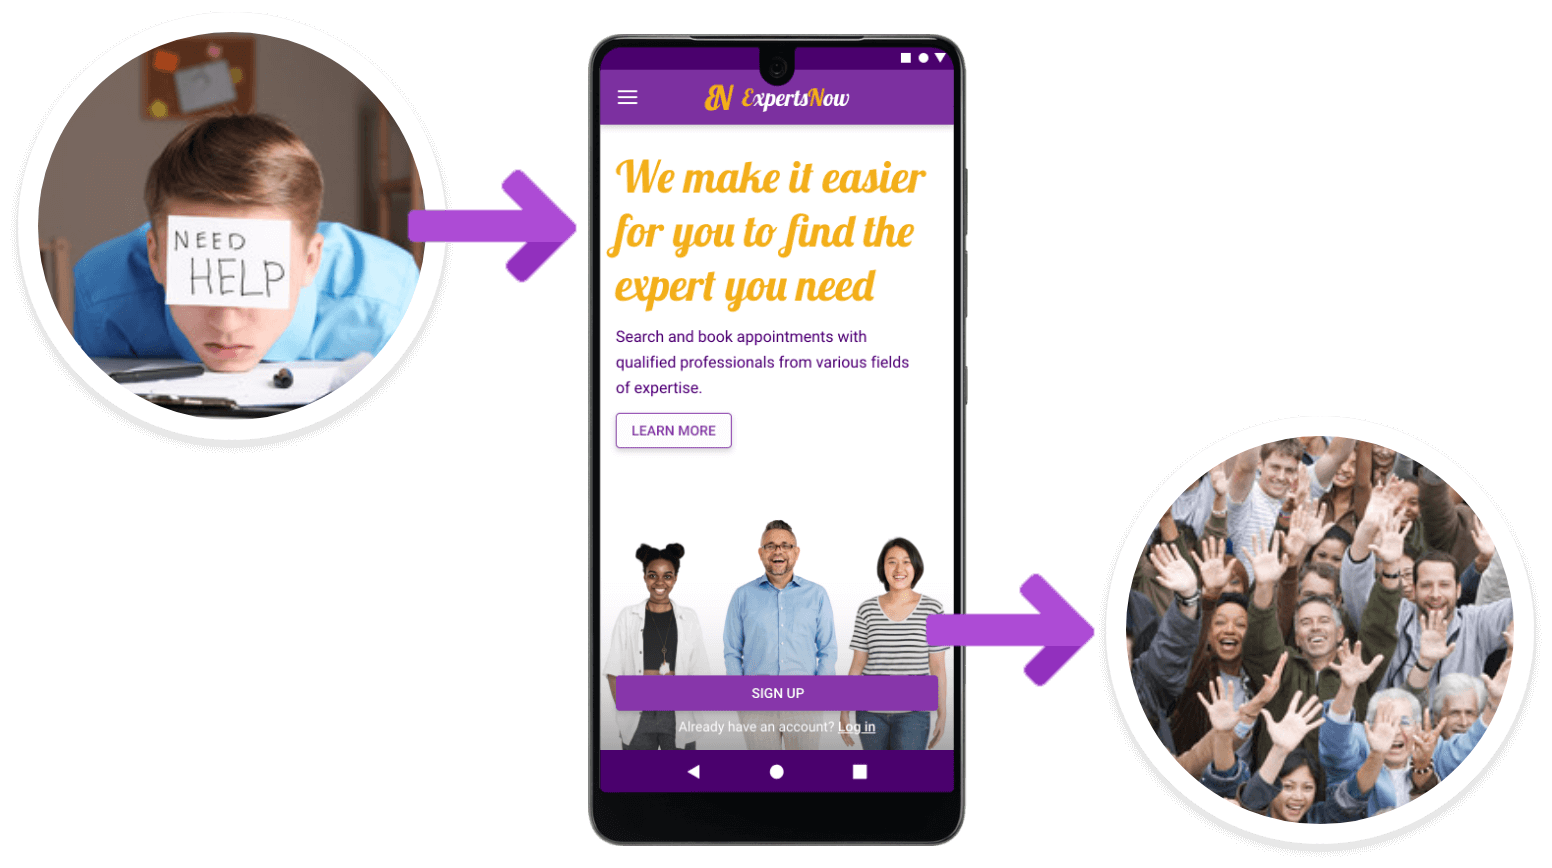 NEED
HELP
EN ExpertsNow
We make it easier
for you to find the
expert you need
Search and book appointments with
qualified professionals from various fields
of expertise.
LEARN MORE
SIGN UP
Already have an account? Log in